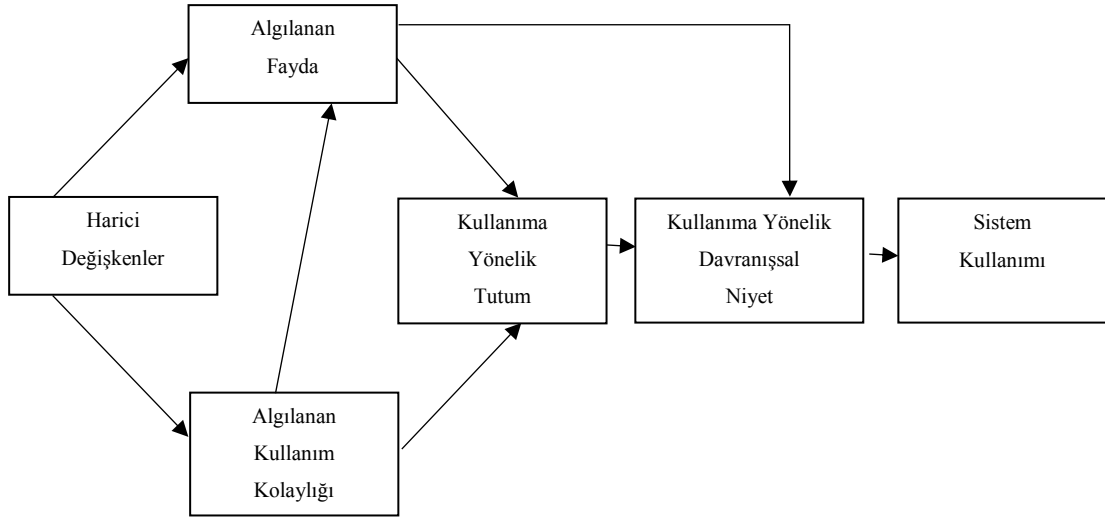 Algılanan
Fayda
Harici
Değişkenler
Kullanıma
Yönelik
Tutum
Kullanıma Yönelik
Davranışsal
Niyet
Sistem
Kullanımı
Algılanan
Kullanım
Kolaylığı